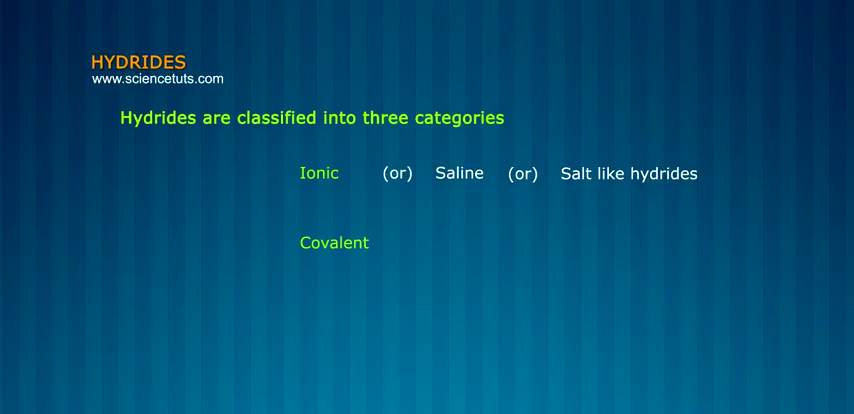 HYDRIDES
www.sciencetuts.com
Hydrides are classified into three categories
Ionic (or) Saline (or) Salt like hydrides
Covalent